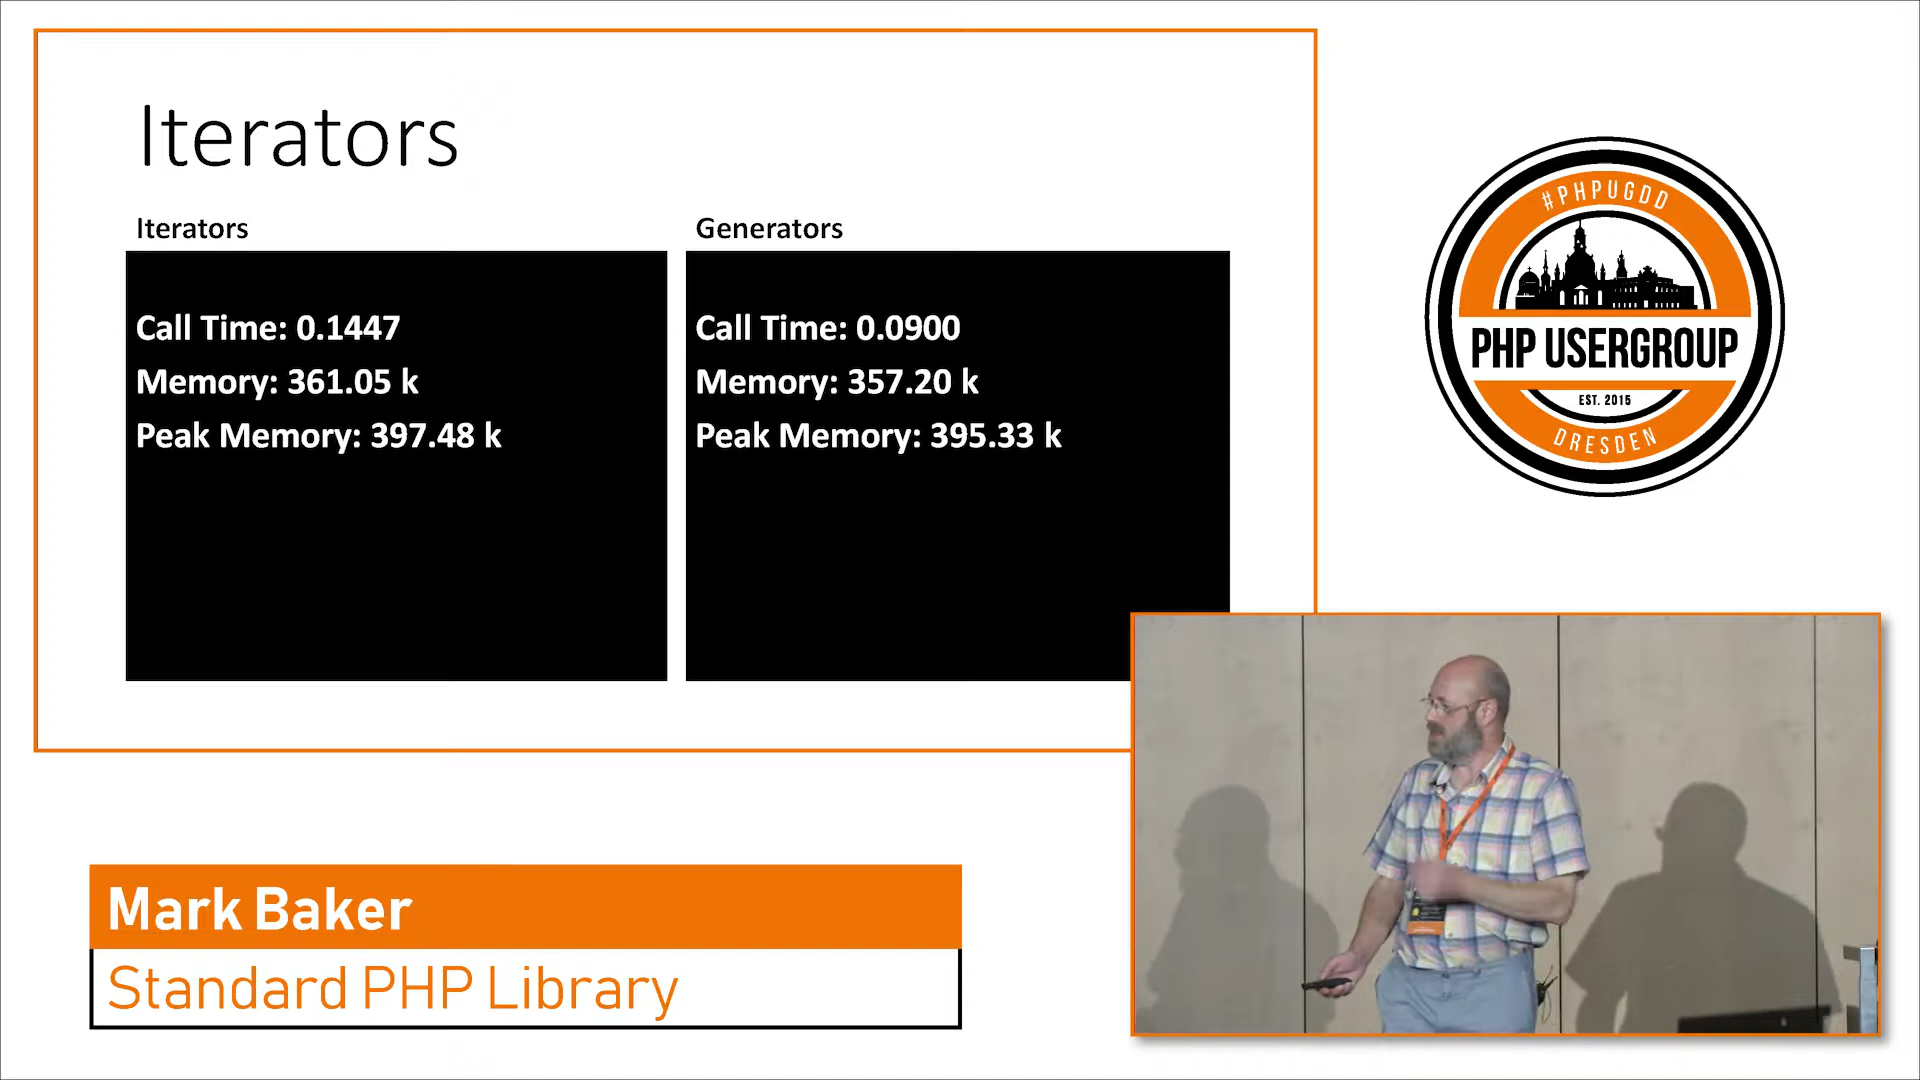 Iterators
Iterators
Call Time: 0.1447
Memory: 361.05 k
Peak Memory: 397.48 k
Generators
Call Time: 0.0900
Memory: 357.20 k
Peak Memory: 395.33 k
#PHPUGDD
PHP USERGROUP
EST. 2015
DRESDEN
Mark Baker
Standard PHP Library